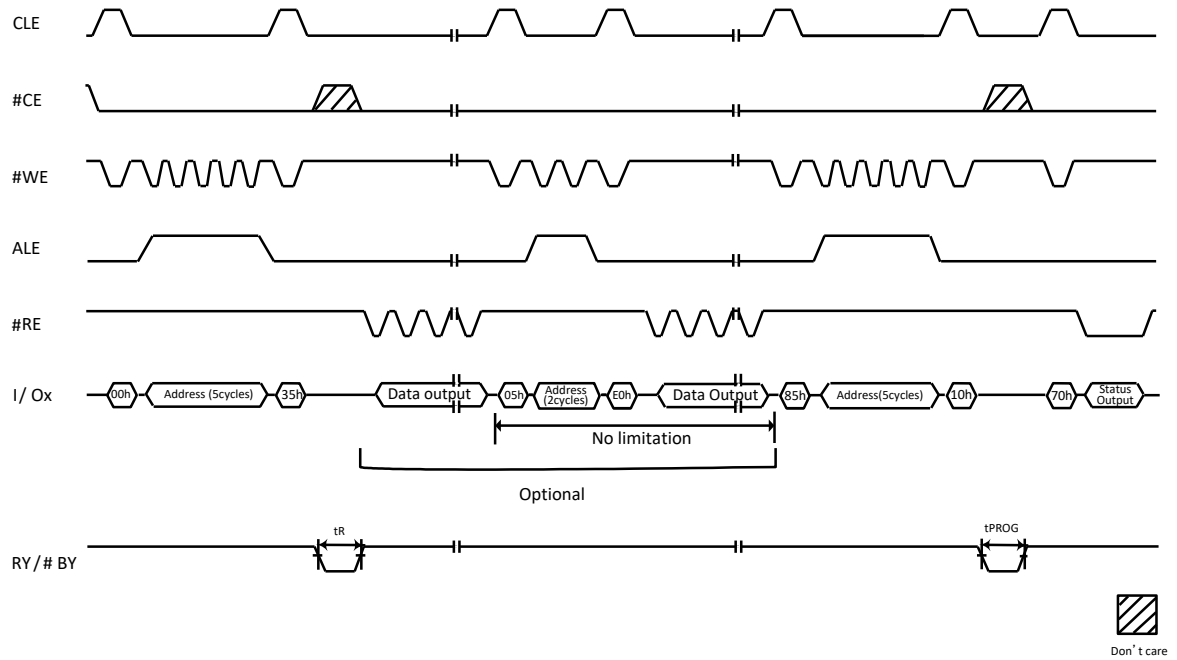 CLE
#CE
#WE
ALE
#RE
I/Ox
00h
Address (5cycles)
35h
Data output
05h
Address
(2cycles)
E0h
Data Output
85h
Address(5cycles)
10h
70h
Status
Output
No limitation
Optional
tR
tPROG
RY/# BY
Don't care